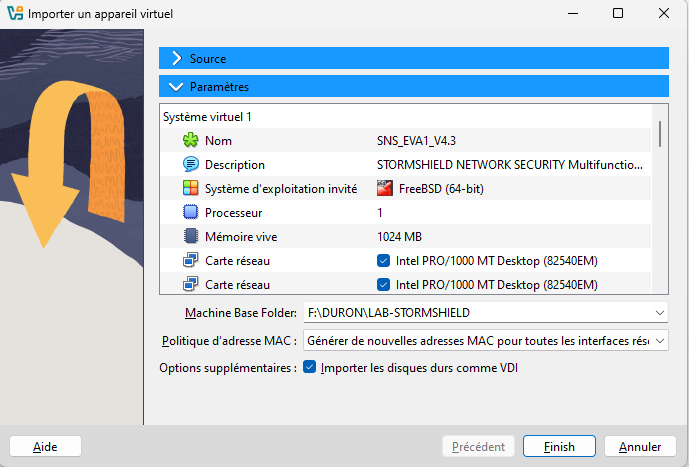 Importer un appareil virtuel
Source
Paramètres
Système virtuel 1
Nom SNS_EVA1_V4.3
Description STORMSHIELD NETWORK SECURITY Multifunctio...
Système d'exploitation invité FreeBSD (64-bit)
Processeur 1
Mémoire vive 1024 MB
Carte réseau Intel PRO/1000 MT Desktop (82540EM)
Carte réseau Intel PRO/1000 MT Desktop (82540EM)
Machine Base Folder: F:\DURON\LAB-STORMSHIELD
Politique d'adresse MAC : Générer de nouvelles adresses MAC pour toutes les interfaces rés
Options supplémentaires : Importer les disques durs comme VDI
Aide Précédent Finish Annuler